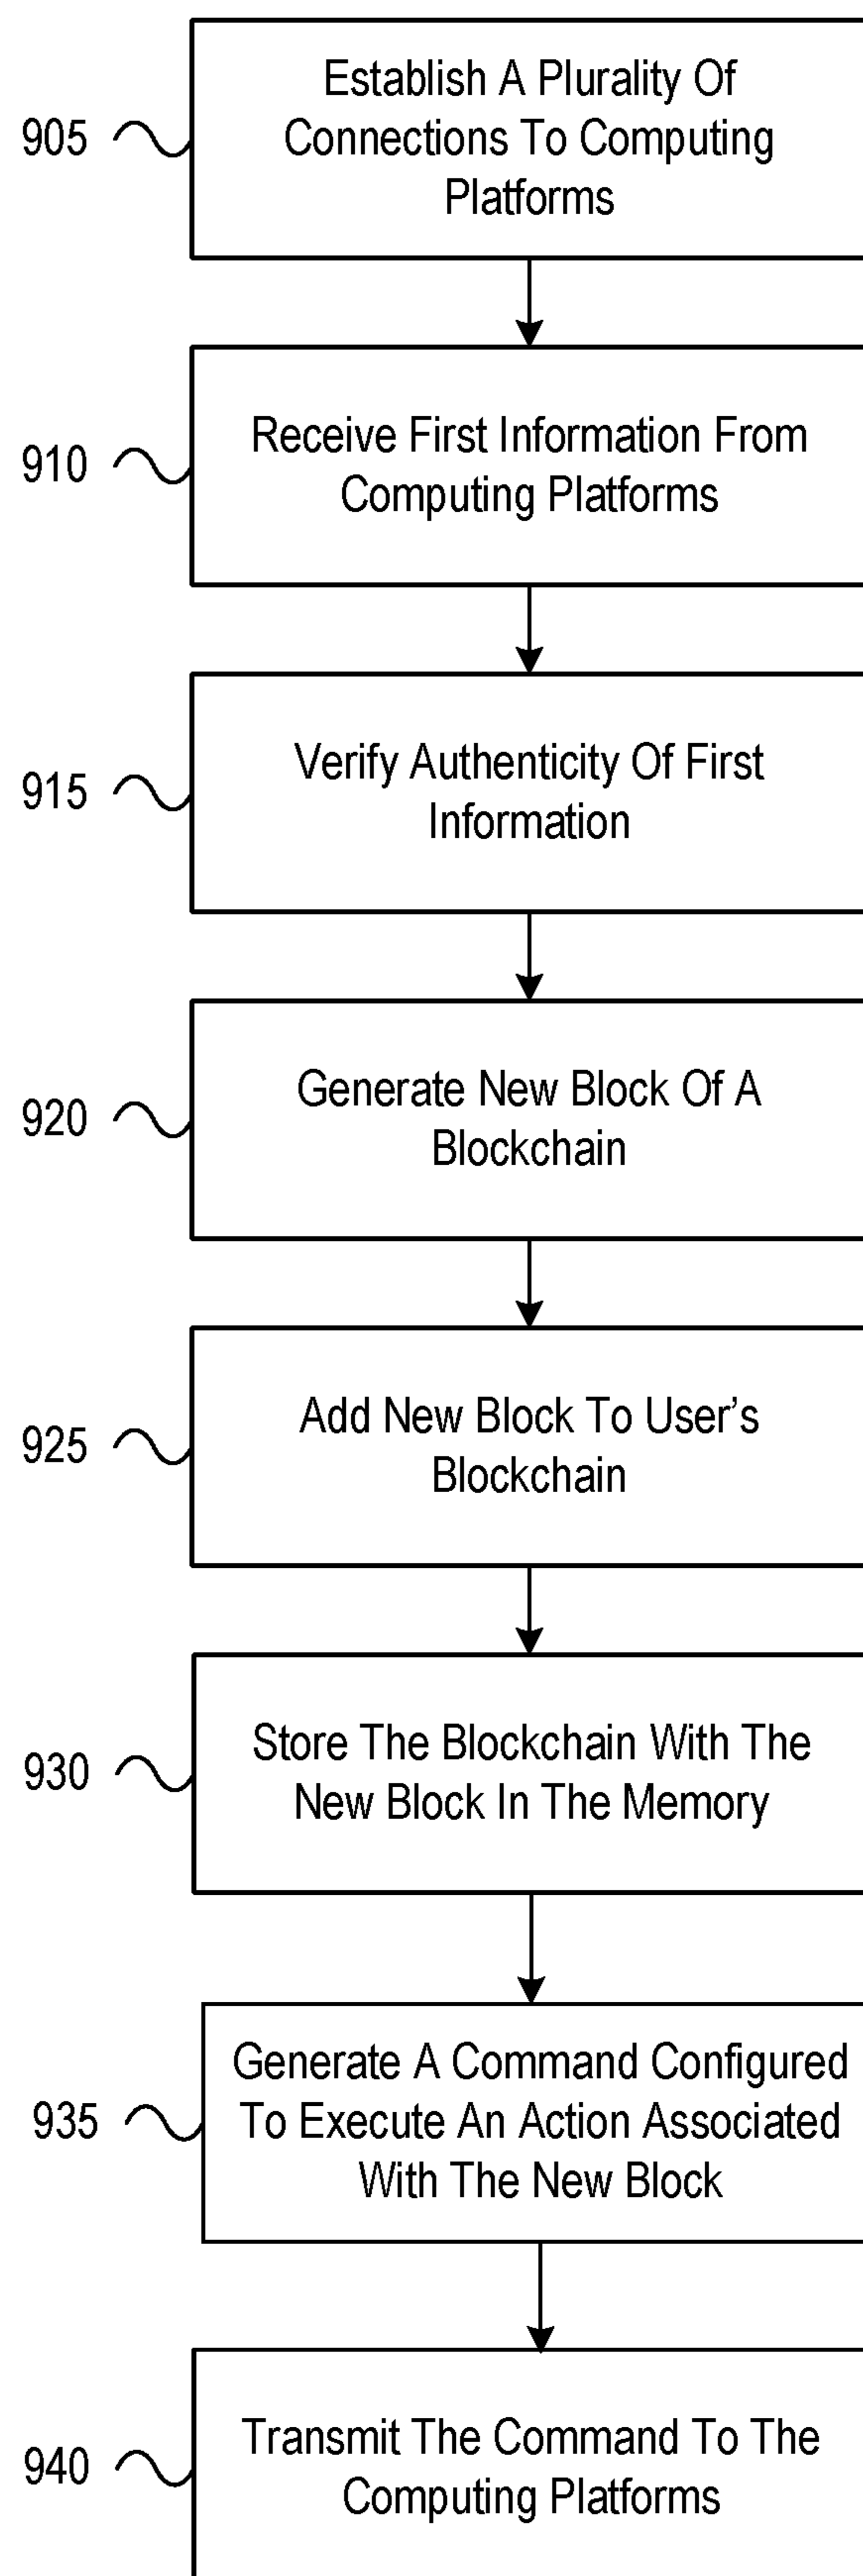 Establish A Plurality Of
905
Connections To Computing
Platforms
Receive First Information From
910
Computing Platforms
Verify Authenticity Of First
915
Information
Generate New Block Of A
920
Blockchain
Add New Block To User’s
925
Blockchain
Store The Blockchain With The
930
New Block In The Memory
Generate A Command Configured
935
To Execute An Action Associated
With The New Block
Transmit The Command To The
940
Computing Platforms